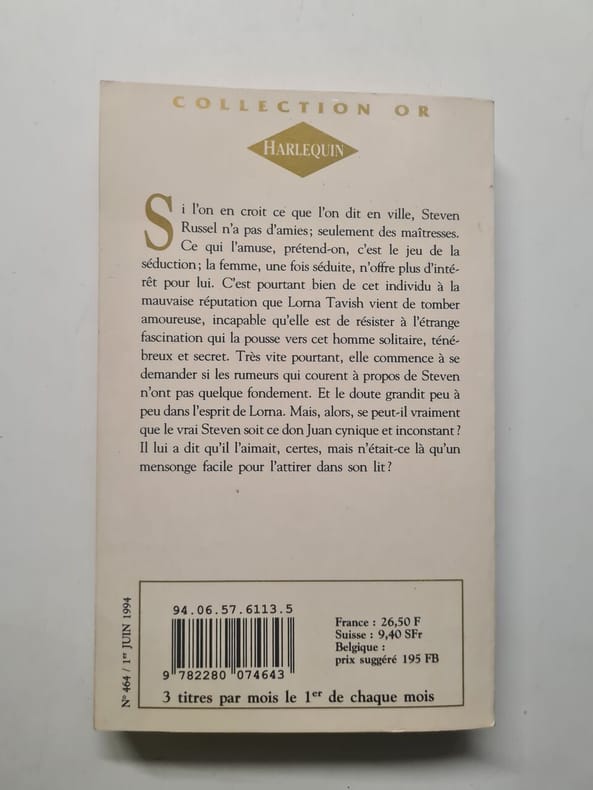 COLLECTION OR
HARLEQUIN
Si l'on en croit ce que l'on dit en ville, Steven
Russel n'a pas d'amies; seulement des maîtresses.
Ce qui l'amuse, prétend-on, c'est le jeu de la
séduction; la femme, une fois séduite, n'offre plus d'inté-
rêt pour lui. C'est pourtant bien de cet individu à la
mauvaise réputation que Lorna Tavish vient de tomber
amoureuse, incapable qu'elle est de résister à l'étrange
fascination qui la pousse vers cet homme solitaire, téné-
breux et secret. Très vite pourtant, elle commence à se
demander si les rumeurs qui courent à propos de Steven
n'ont pas quelque fondement. Et le doute grandit peu à
peu dans l'esprit de Lorna. Mais, alors, se peut-il vraiment
que le vrai Steven soit ce don Juan cynique et inconstant?
Il lui a dit qu'il l'aimait, certes, mais n'était-ce là qu'un
mensonge facile pour l'attirer dans son lit?
N° 464 / 1er JUIN 1994
94.06.57.6113.5
9 782280 074643
France : 26,50 F
Suisse : 9,40 SFr
Belgique :
prix suggéré 195 FB
3 titres par mois le 1er de chaque mois